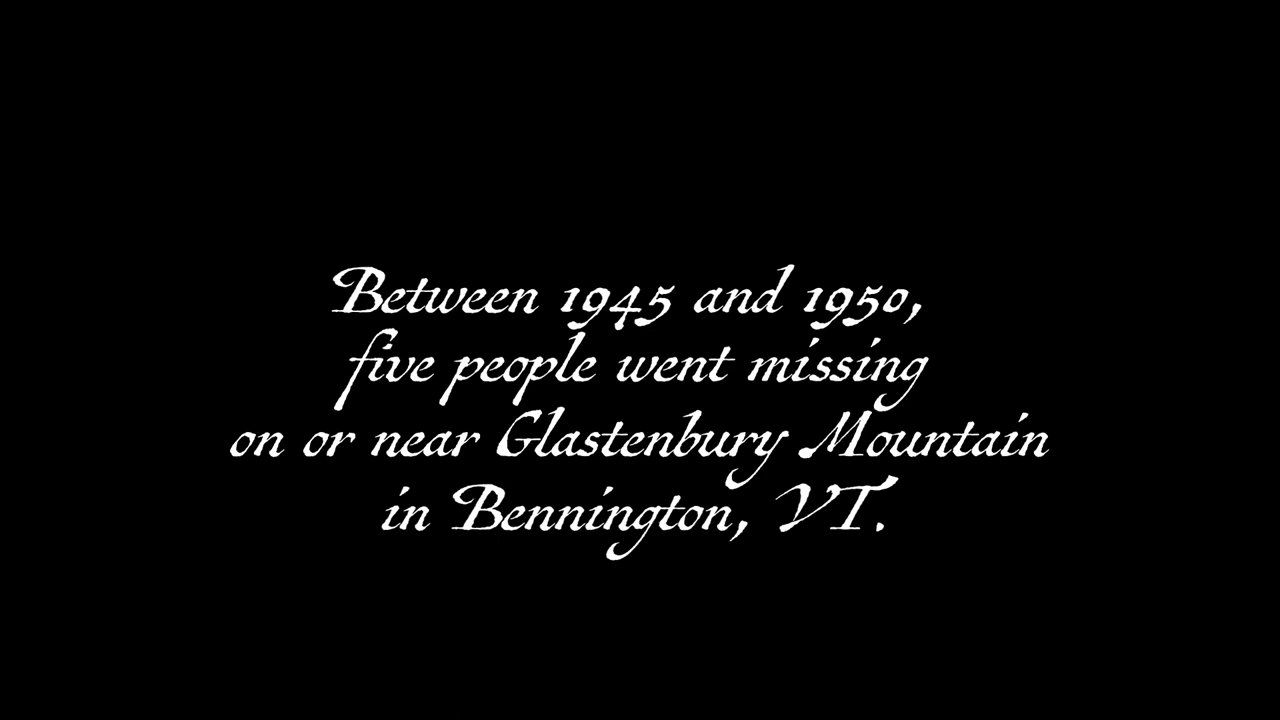 Between 1945 and 1950,
five people went missing
on or near Glastenbury Mountain
in Bennington, VT.